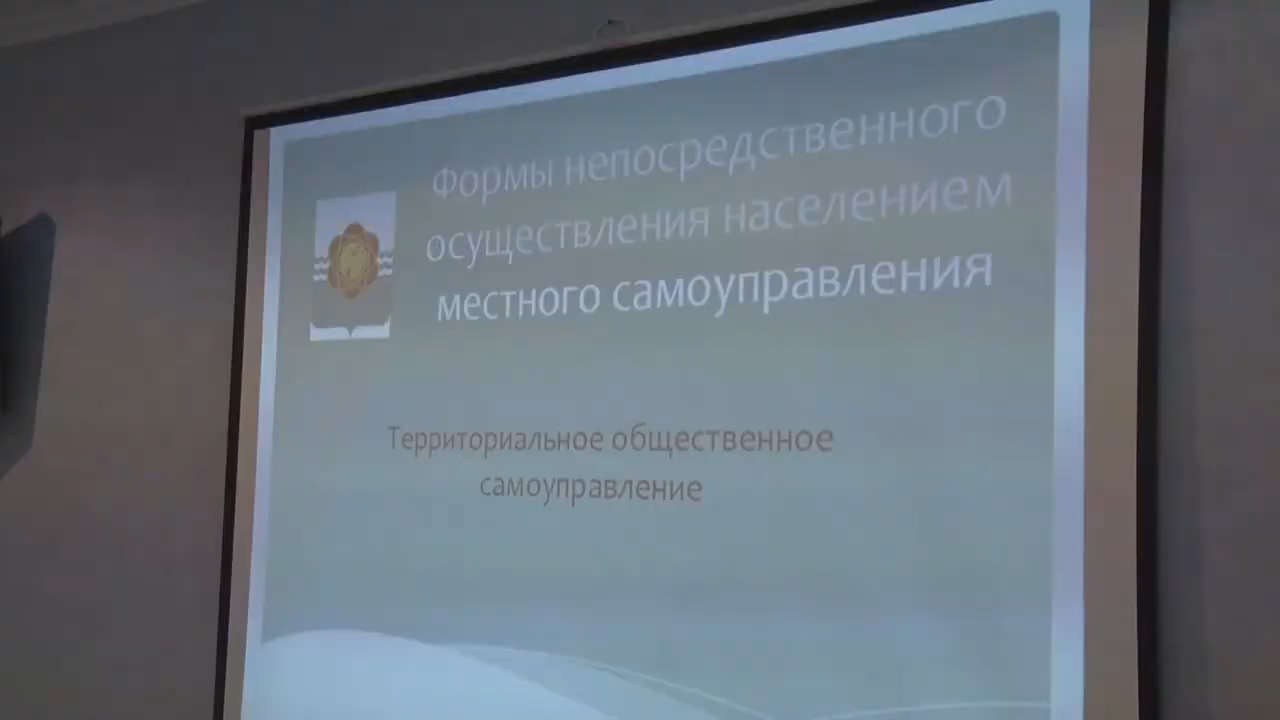 Формы непосредственного
осуществления населением
местного самоуправления
Территориальное общественное
самоуправление